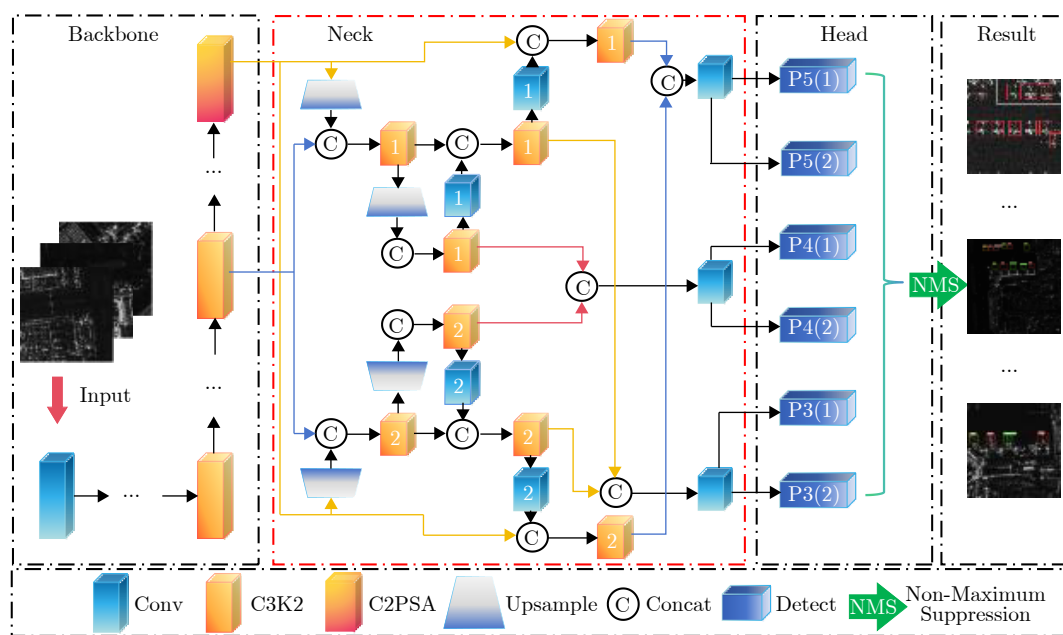 Backbone
Neck
Head
Result
C
1
C
P5(1)
1
C
C
1
C
1
P5(2)
...
...
1
C
1
P4(1)
C
NMS
C
2
P4(2)
...
...
2
Input
P3(1)
C
2
C
2
...
2
C
P3(2)
C
2
Conv
C3K2
C2PSA
Upsample
C
Concat
Detect
NMS
Non-Maximum
Suppression